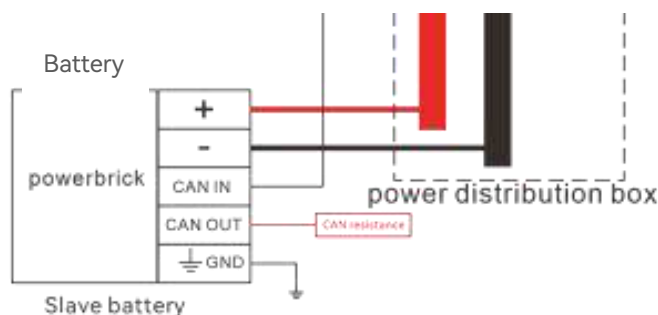 Battery
+
-
powerbrick
CAN IN
power distribution box
CAN OUT
CAN resistance
GND
Slave battery